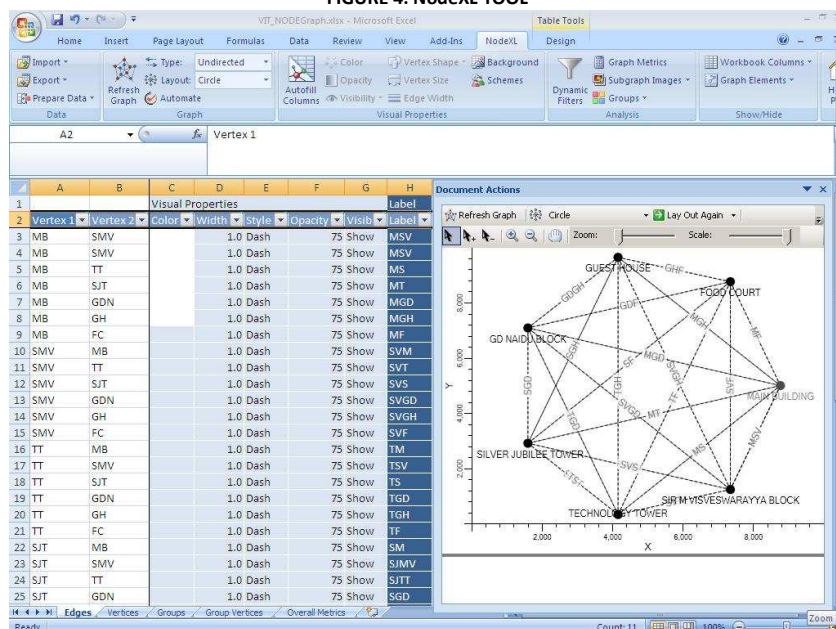 FIGURE 4. NodeXL TOOL
VIT_NODEGraph.xlsx - Microsoft Excel
Table Tools
Home Insert Page Layout Formulas Data Review View Add-Ins NodeXL Design
Import
Export
Prepare Data
Data
Refresh Graph
Type: Undirected
Layout: Circle
Automate
Graph
Autofill Columns
Color
Opacity
Visibility
Vertex Shape
Vertex Size
Edge Width
Background
Schemes
Visual Properties
Dynamic Filters
Graph Metrics
Subgraph Images
Groups
Analysis
Workbook Columns
Graph Elements
Show/Hide
A2 fx Vertex 1
A B C D E F G H
1 Visual Properties Label
2 Vertex 1 Vertex 2 Color Width Style Opacity Visib Label
3 MB SMV 1.0 Dash 75 Show MSV
4 MB SMV 1.0 Dash 75 Show MSV
5 MB TT 1.0 Dash 75 Show MS
6 MB SJT 1.0 Dash 75 Show MT
7 MB GDN 1.0 Dash 75 Show MGD
8 MB GH 1.0 Dash 75 Show MGH
9 MB FC 1.0 Dash 75 Show MF
10 SMV MB 1.0 Dash 75 Show SVM
11 SMV TT 1.0 Dash 75 Show SVT
12 SMV SJT 1.0 Dash 75 Show SVS
13 SMV GDN 1.0 Dash 75 Show SVGD
14 SMV GH 1.0 Dash 75 Show SVGH
15 SMV FC 1.0 Dash 75 Show SVF
16 TT MB 1.0 Dash 75 Show TM
17 TT SMV 1.0 Dash 75 Show TSV
18 TT SJT 1.0 Dash 75 Show TS
19 TT GDN 1.0 Dash 75 Show TGD
20 TT GH 1.0 Dash 75 Show TGH
21 TT FC 1.0 Dash 75 Show TF
22 SJT MB 1.0 Dash 75 Show SM
23 SJT SMV 1.0 Dash 75 Show SJMV
24 SJT TT 1.0 Dash 75 Show SJTT
25 SJT GDN 1.0 Dash 75 Show SGD
Edges Vertices Groups Group Vertices Overall Metrics
Document Actions
Refresh Graph Circle Lay Out Again
Zoom: Scale:
GUEST HOUSE
GHF
FOOD COURT
GDGH
GDF
MGH
MF
GD NAIDU BLOCK
SGH
SF
MGD
SVGH
SGD
TGH
TF
SVF
MAIN BUILDING
SVGD
MT
TGD
MS
MSV
SILVER JUBILEE TOWER
SVS
TSV
SIR M VISVESWARAYYA BLOCK
TECHNOLOGY TOWER
8.000
6.000
Y
4.000
2.000
2.000 4.000 6.000 8.000
X
Ready Count: 11 100% Zoom